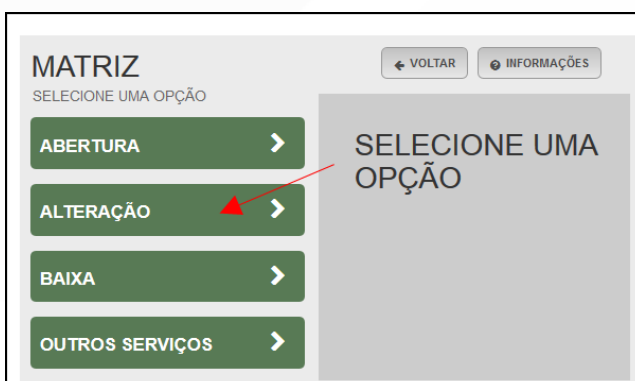 MATRIZ
SELECIONE UMA OPÇÃO
VOLTAR
INFORMAÇÕES
ABERTURA
ALTERAÇÃO
BAIXA
OUTROS SERVIÇOS
SELECIONE UMA
OPÇÃO